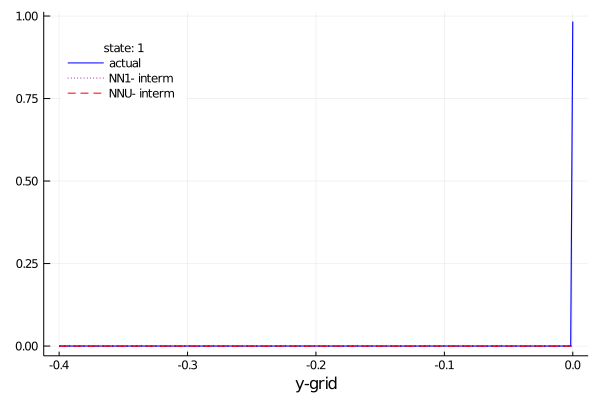 1.00
state: 1
actual
NN1- interm
NNU- interm
0.75
0.50
0.25
0.00
-0.4 -0.3 -0.2 -0.1 0.0
y-grid